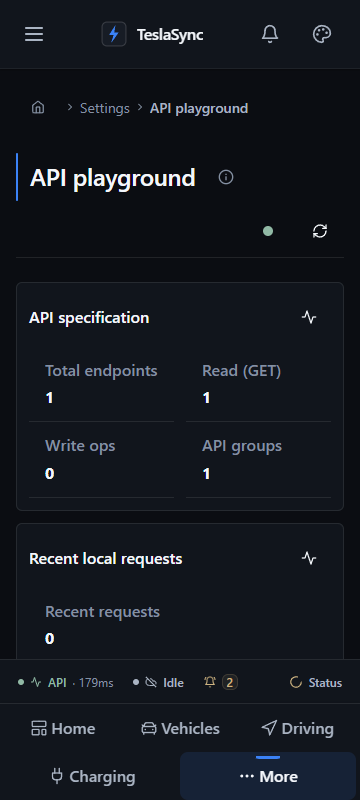 TeslaSync
Settings API playground
API playground
API specification
Total endpoints Read (GET)
1 1
Write ops API groups
0 1
Recent local requests
Recent requests
0
API · 179ms Idle 2 Status
Home Vehicles Driving
Charging More